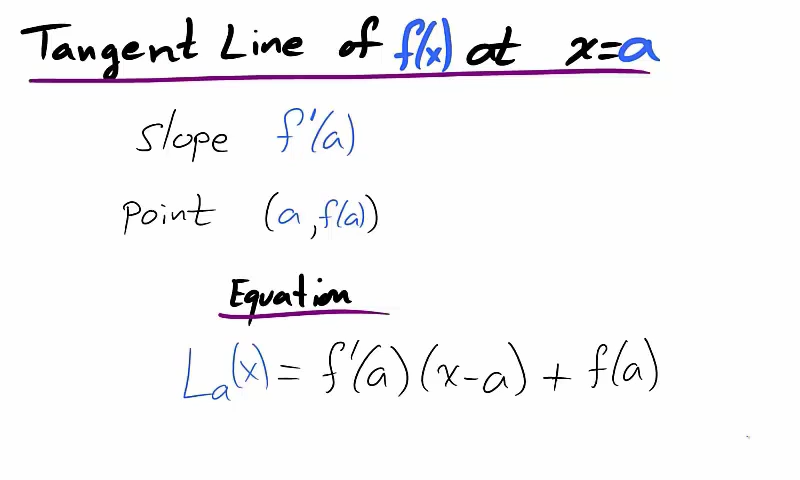 Tangent Line of f(x) at x=a
slope f'(a)
point (a, f(a))
Equation
Lₐ(x) = f'(a)(x-a) + f(a)